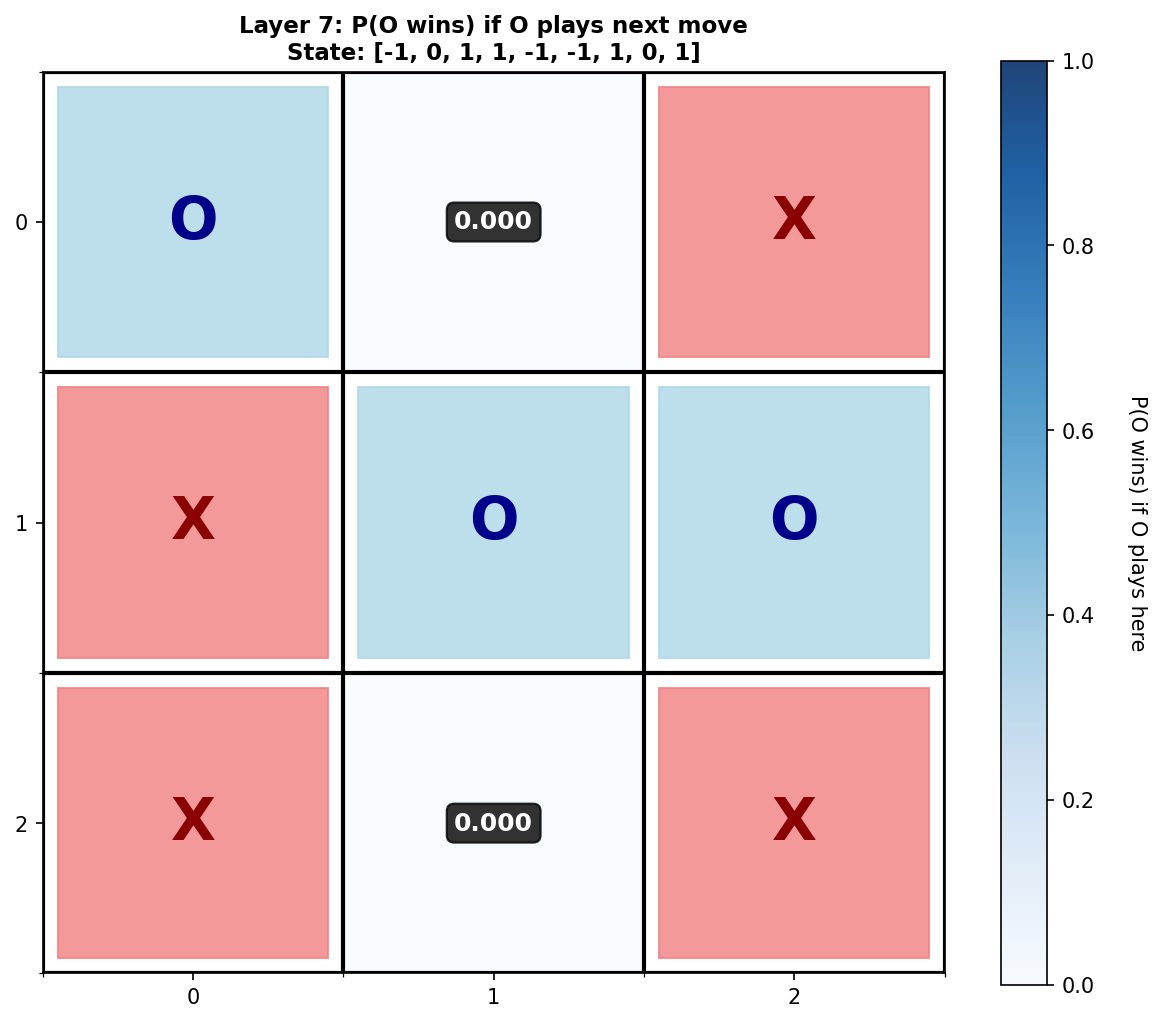 Layer 7: P(O wins) if O plays next move
State: [-1, 0, 1, 1, -1, -1, 1, 0, 1]
O
0.000
X
X
O
O
X
0.000
X
0
1
2
0
1
2
1.0
0.8
0.6
0.4
0.2
0.0
P(O wins) if O plays here